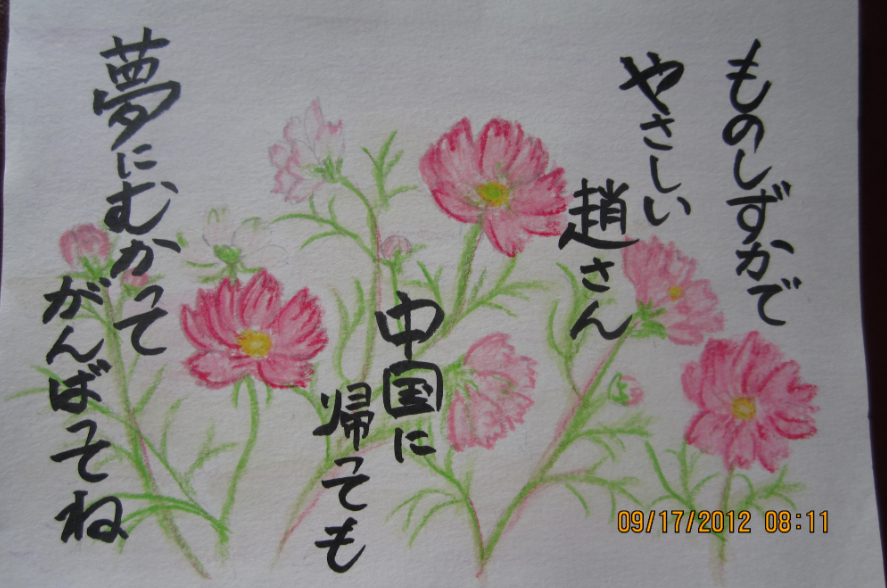 ものしずかで
やさしい
趙さん
中国に
帰っても
夢にむかって
がんばってね
09/17/2012 08:11